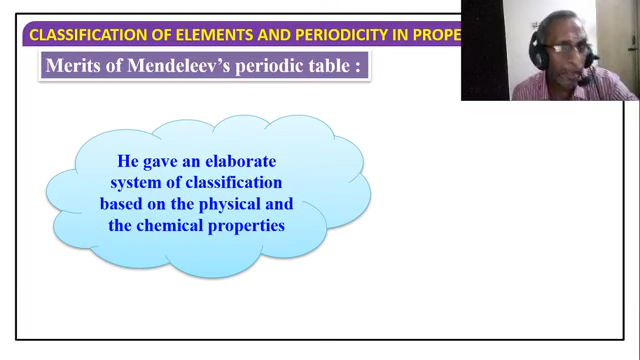 CLASSIFICATION OF ELEMENTS AND PERIODICITY IN
Merits of Mendeleev's periodic table :
He gave an elaborate
system of classification
based on the physical and
the chemical properties